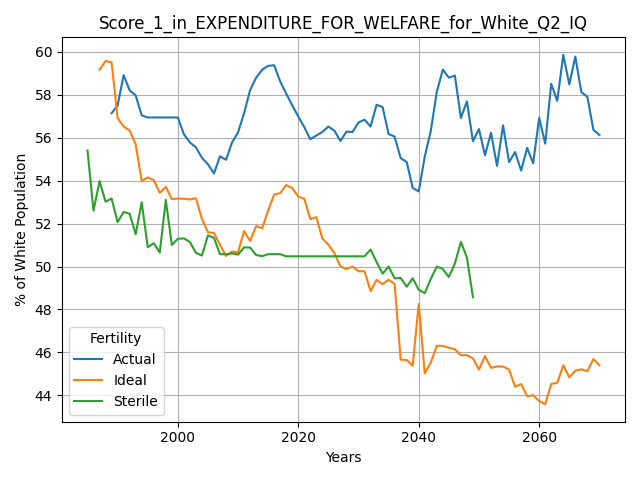 Score_1_in_EXPENDITURE_FOR_WELFARE_for_White_Q2_IQ
% of White Population
60
58
56
54
52
50
48
46
44
Fertility
Actual
Ideal
Sterile
2000
2020
2040
2060
Years